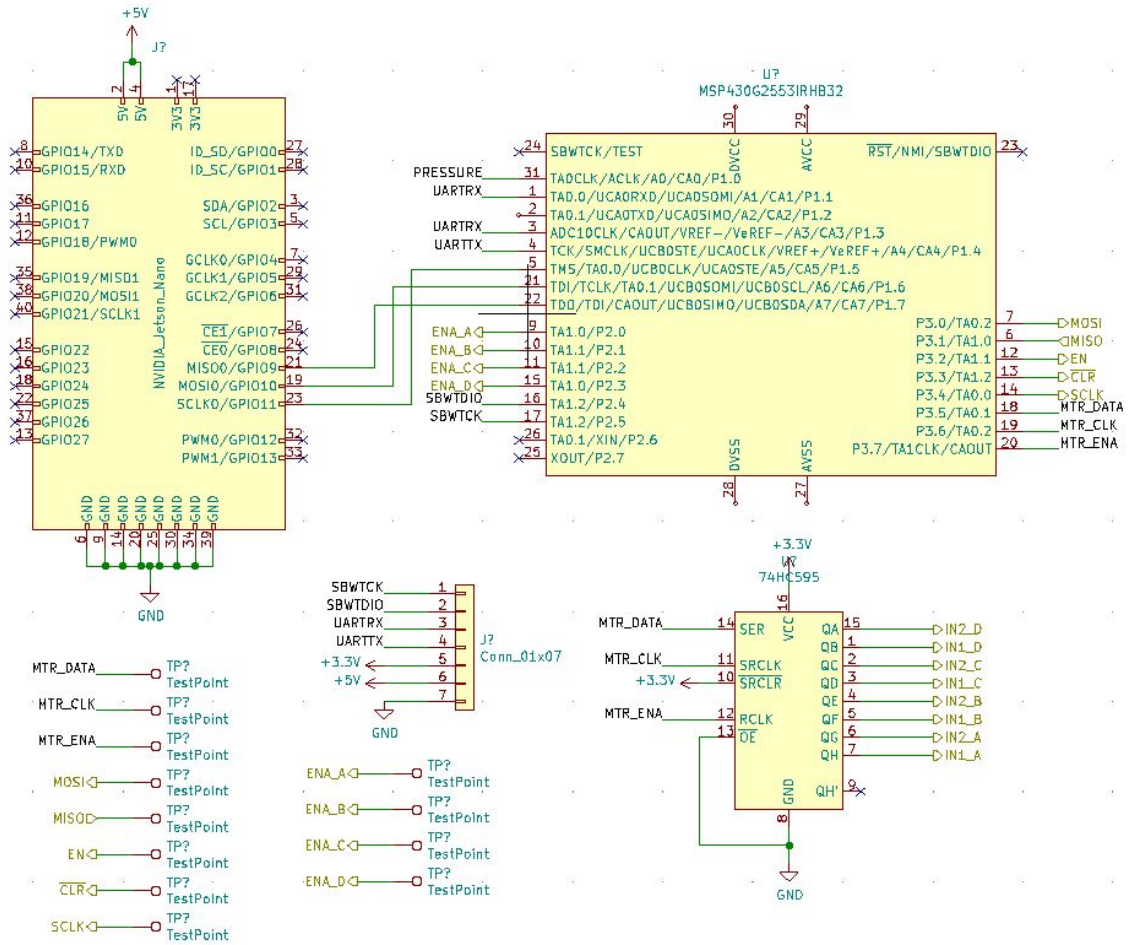 +5V
J?
2
4
1
17
5V
5V
3V3
3V3
8
GPIO14/TXD
10
GPIO15/RXD
36
GPIO16
11
GPIO17
12
GPIO18/PWM0
35
GPIO19/MISO1
38
GPIO20/MOSI1
40
GPIO21/SCLK1
15
GPIO22
16
GPIO23
18
GPIO24
22
GPIO25
37
GPIO26
13
GPIO27
NVIDIA_Jetson_Nano
ID_SD/GPIO0
27
ID_SC/GPIO1
28
SDA/GPIO2
3
SCL/GPIO3
5
GCLK0/GPIO4
7
GCLK1/GPIO5
29
GCLK2/GPIO6
31
CE1/GPIO7
26
CE0/GPIO8
24
MISO0/GPIO9
21
MOSI0/GPIO10
19
SCLK0/GPIO11
23
PWM0/GPIO12
32
PWM1/GPIO13
33
GND
GND
GND
GND
GND
GND
GND
GND
6
9
14
20
25
30
34
39
GND
U?
MSP430G2553IRHB32
30
29
DVCC
AVCC
24
SBWTCK/TEST
PRESSURE
31
TA0CLK/ACLK/A0/CA0/P1.0
UARTRX
1
TA0.0/UCA0RXD/UCA0SOMI/A1/CA1/P1.1
2
TA0.1/UCA0TXD/UCA0SIMO/A2/CA2/P1.2
UARTRX
3
ADC10CLK/CAOUT/VREF-/VeREF-/A3/CA3/P1.3
UARTTX
4
TCK/SMCLK/UCB0STE/UCA0CLK/VREF+/VeREF+/A4/CA4/P1.4
5
TMS/TA0.0/UCB0CLK/UCA0STE/A5/CA5/P1.5
21
TDI/TCLK/TA0.1/UCB0SOMI/UCB0SCL/A6/CA6/P1.6
22
TDO/TDI/CAOUT/UCB0SIMO/UCB0SDA/A7/CA7/P1.7
ENA_A
9
TA1.0/P2.0
ENA_B
10
TA1.1/P2.1
ENA_C
11
TA1.1/P2.2
ENA_D
15
TA1.0/P2.3
SBWTDIO
16
TA1.2/P2.4
SBWTCK
17
TA1.2/P2.5
26
TA0.1/XIN/P2.6
25
XOUT/P2.7
RST/NMI/SBWTDIO
23
P3.0/TA0.2
7
MOSI
P3.1/TA1.0
6
MISO
P3.2/TA1.1
12
EN
P3.3/TA1.2
13
CLR
P3.4/TA0.0
14
SCLK
P3.5/TA0.1
18
MTR_DATA
P3.6/TA0.2
19
MTR_CLK
P3.7/TA1CLK/CAOUT
20
MTR_ENA
DVSS
AVSS
28
27
MTR_DATA
TP?
TestPoint
MTR_CLK
TP?
TestPoint
MTR_ENA
TP?
TestPoint
MOSI
TP?
TestPoint
MISO
TP?
TestPoint
EN
TP?
TestPoint
CLR
TP?
TestPoint
SCLK
TP?
TestPoint
SBWTCK
1
SBWTDIO
2
UARTRX
3
UARTTX
4
+3.3V
5
+5V
6
7
GND
J?
Conn_01x07
ENA_A
TP?
TestPoint
ENA_B
TP?
TestPoint
ENA_C
TP?
TestPoint
ENA_D
TP?
TestPoint
+3.3V
U?
74HC595
16
VCC
MTR_DATA
14
SER
MTR_CLK
11
SRCLK
+3.3V
10
SRCLR
MTR_ENA
12
RCLK
13
OE
QA
15
IN2_D
QB
1
IN1_D
QC
2
IN2_C
QD
3
IN1_C
QE
4
IN2_B
QF
5
IN1_B
QG
6
IN2_A
QH
7
IN1_A
QH'
9
GND
8
GND